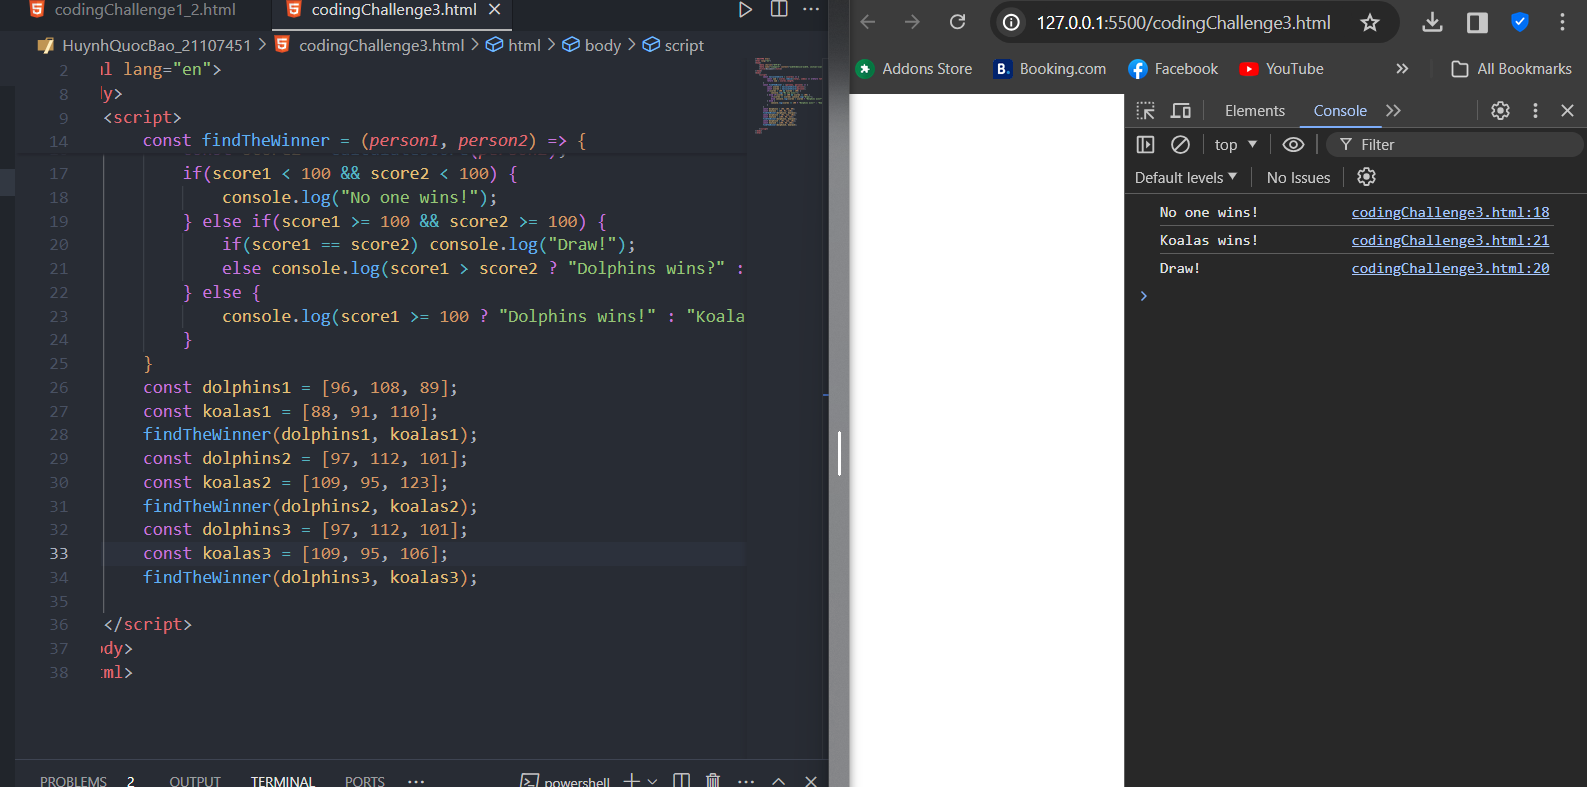 codingChallenge1_2.html
codingChallenge3.html
HuynhQuocBao_21107451 > codingChallenge3.html > html > body > script
2 ml lang="en">
8 dy>
9 <script>
14 const findTheWinner = (person1, person2) => {
17 if(score1 < 100 && score2 < 100) {
18 console.log("No one wins!");
19 } else if(score1 >= 100 && score2 >= 100) {
20 if(score1 == score2) console.log("Draw!");
21 else console.log(score1 > score2 ? "Dolphins wins?" :
22 } else {
23 console.log(score1 >= 100 ? "Dolphins wins!" : "Koala
24 }
25 }
26 const dolphins1 = [96, 108, 89];
27 const koalas1 = [88, 91, 110];
28 findTheWinner(dolphins1, koalas1);
29 const dolphins2 = [97, 112, 101];
30 const koalas2 = [109, 95, 123];
31 findTheWinner(dolphins2, koalas2);
32 const dolphins3 = [97, 112, 101];
33 const koalas3 = [109, 95, 106];
34 findTheWinner(dolphins3, koalas3);
35
36 </script>
37 ody>
38 tml>
PROBLEMS 2 OUTPUT TERMINAL PORTS ··· powershell
127.0.0.1:5500/codingChallenge3.html
Addons Store Booking.com Facebook YouTube » All Bookmarks
Elements Console »
top Filter
Default levels No Issues
No one wins! codingChallenge3.html:18
Koalas wins! codingChallenge3.html:21
Draw! codingChallenge3.html:20